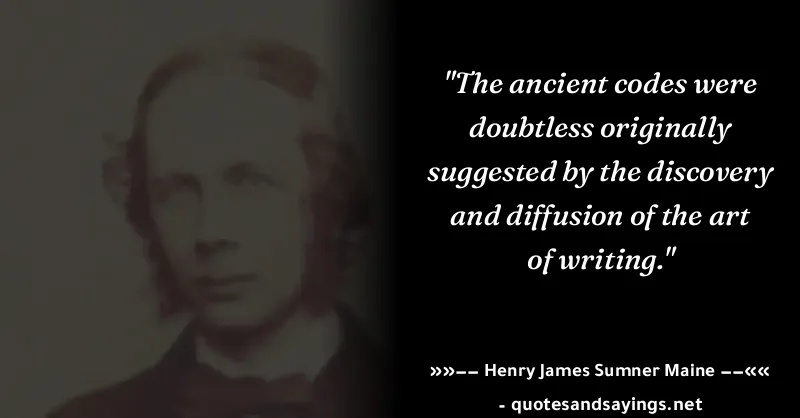 "The ancient codes were
doubtless originally
suggested by the discovery
and diffusion of the art
of writing."
»»−− Henry James Sumner Maine −−««
- quotesandsayings.net